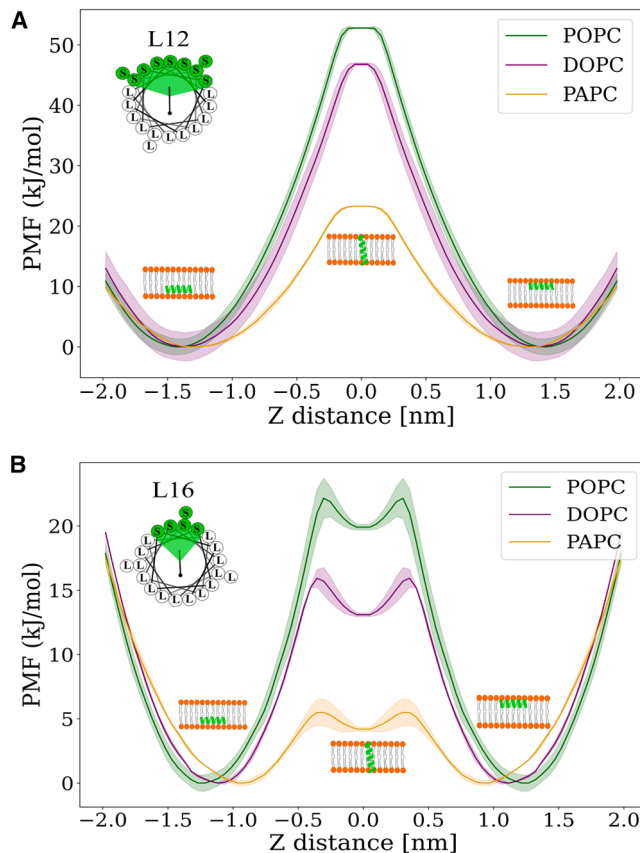 A
L12
S S S S S S S S S
L L L L L L L L L L L L
POPC
DOPC
PAPC
PMF (kJ/mol)
50
40
30
20
10
0
−2.0 −1.5 −1.0 −0.5 0.0 0.5 1.0 1.5 2.0
Z distance [nm]
B
L16
S S S S S
L L L L L L L L L L L L L L L L
POPC
DOPC
PAPC
PMF (kJ/mol)
20
15
10
5
0
−2.0 −1.5 −1.0 −0.5 0.0 0.5 1.0 1.5 2.0
Z distance [nm]